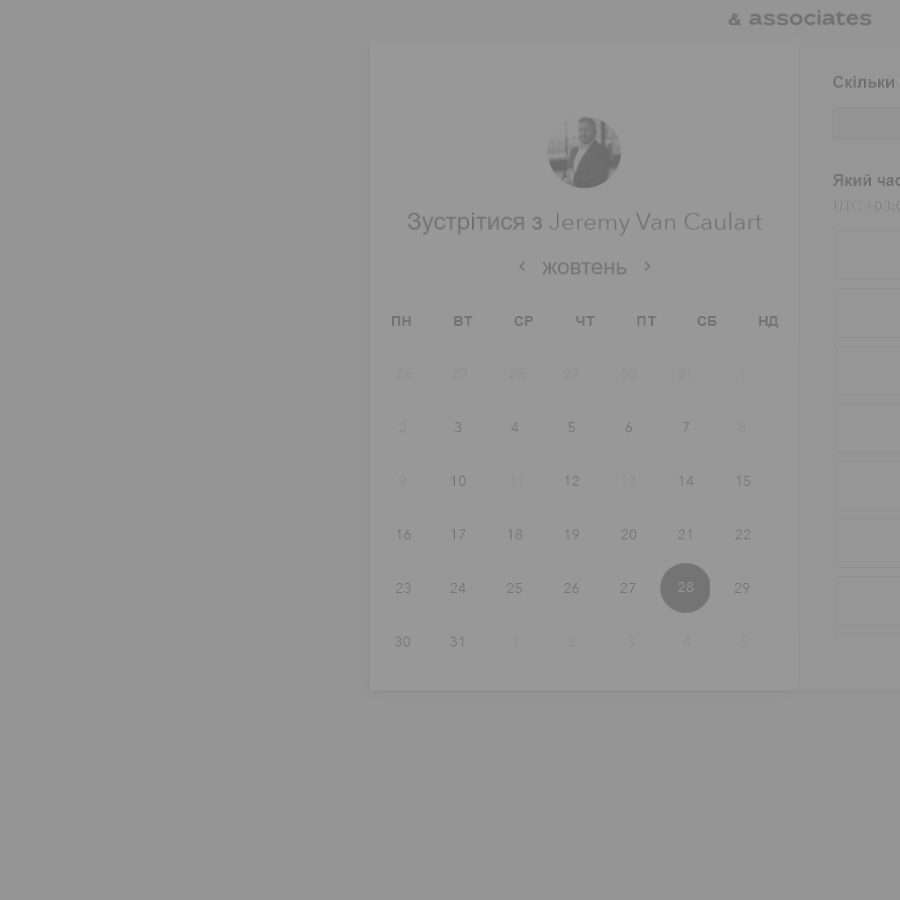 & associates
Скільки
Який час
UTC +03:0
Зустрітися з Jeremy Van Caulart
жовтень
ПН ВТ СР ЧТ ПТ СБ НД
26 27 28 29 30 31 1
2 3 4 5 6 7 8
9 10 11 12 13 14 15
16 17 18 19 20 21 22
23 24 25 26 27 28 29
30 31 1 2 3 4 5